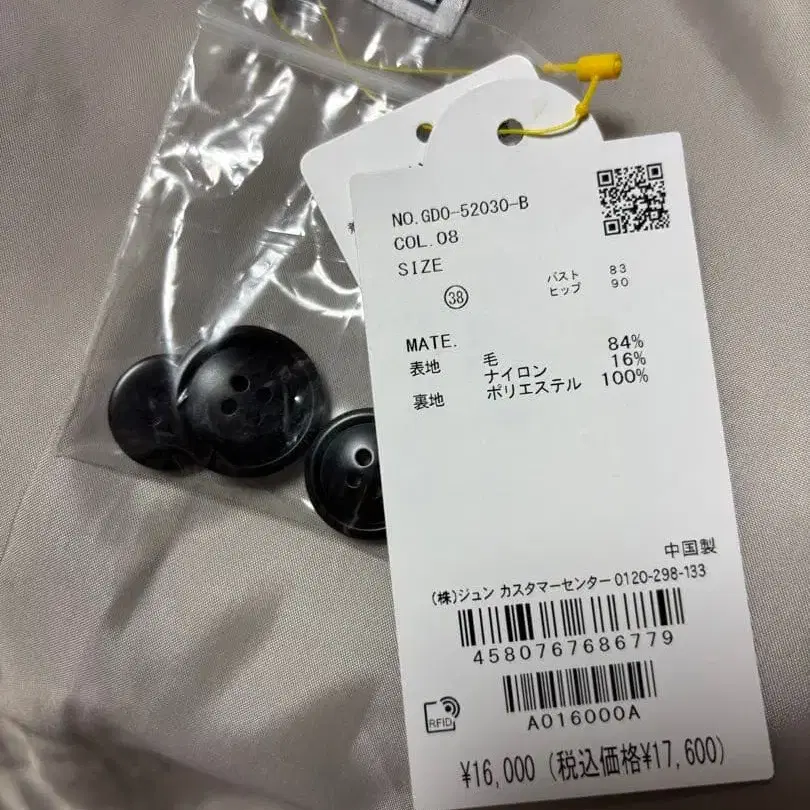 NO.GDO-52030-B
COL.08
SIZE
㊳ バスト 83
ヒップ 90
MATE.
表地 毛 84%
ナイロン 16%
裏地 ポリエステル 100%
中国製
(株)ジュン カスタマーセンター 0120-298-133
4580767686779
RFID
A016000A
¥16,000 (税込価格¥17,600)